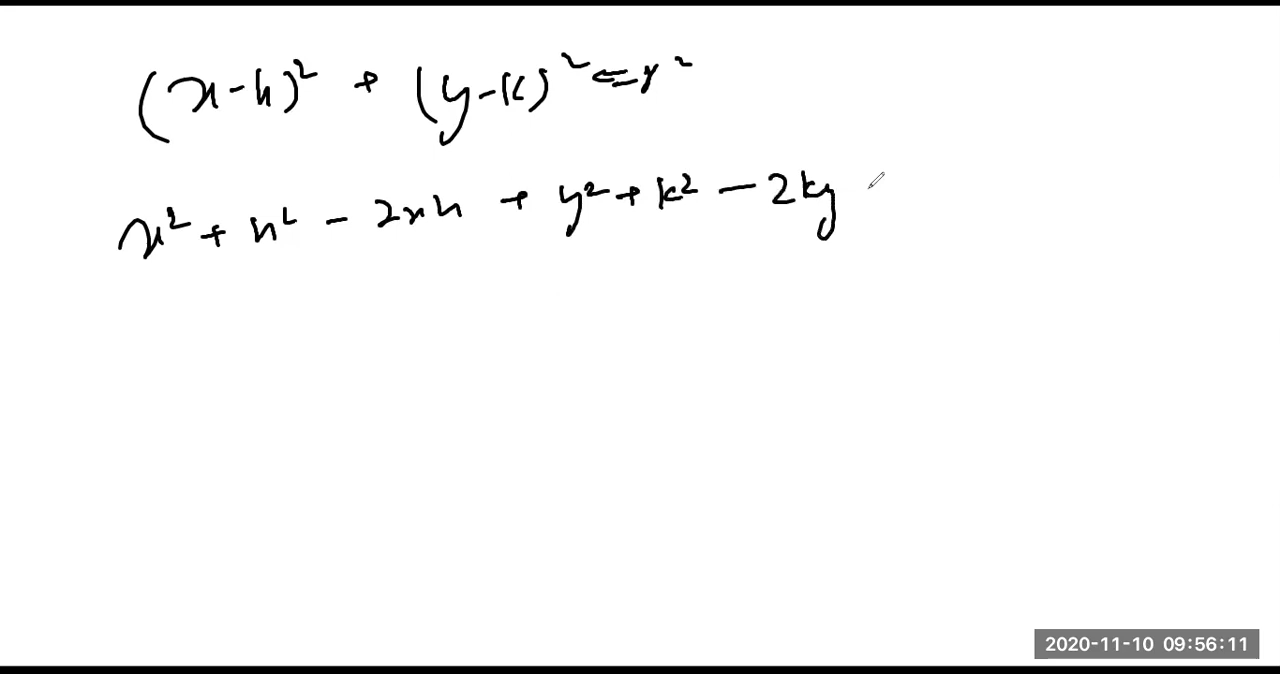 (x-h)² + (y-k)² = r²
x² + h² - 2xh + y² + k² - 2ky
2020-11-10 09:56:11